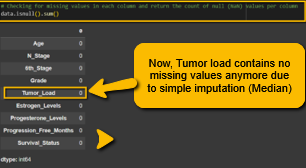 # Checking for missing values in each column and return the count of null (NaN) values per column
data.isnull().sum()
0
Age 0
N_Stage 0
6th_Stage 0
Grade 0
Tumor_Load 0
Estrogen_Levels 0
Progesterone_Levels 0
Progression_Free_Months 0
Survival_Status 0
dtype: int64
Now, Tumor load contains no
missing values anymore due
to simple imputation (Median)